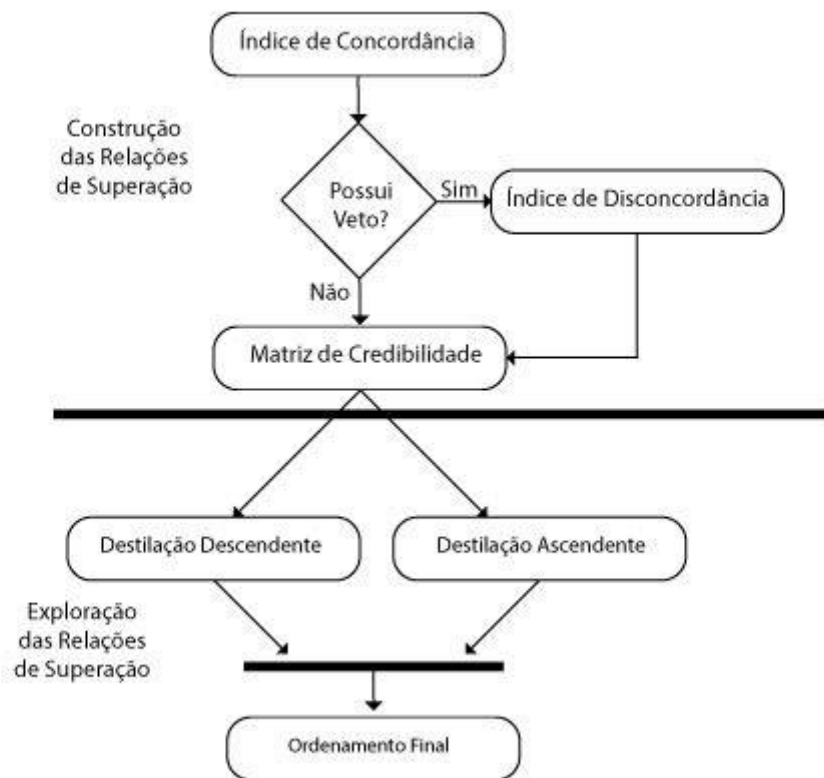 Índice de Concordância
Construção
das Relações
de Superação
Possui
Veto?
Sim
Índice de Disconcordância
Não
Matriz de Credibilidade
Destilação Descendente
Destilação Ascendente
Exploração
das Relações
de Superação
Ordenamento Final